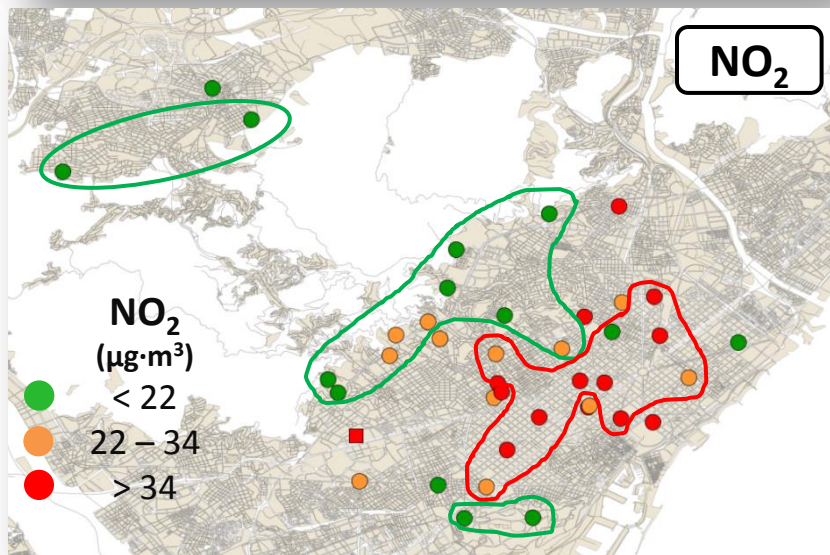 NO₂
NO₂
(µg·m³)
< 22
22 – 34
> 34